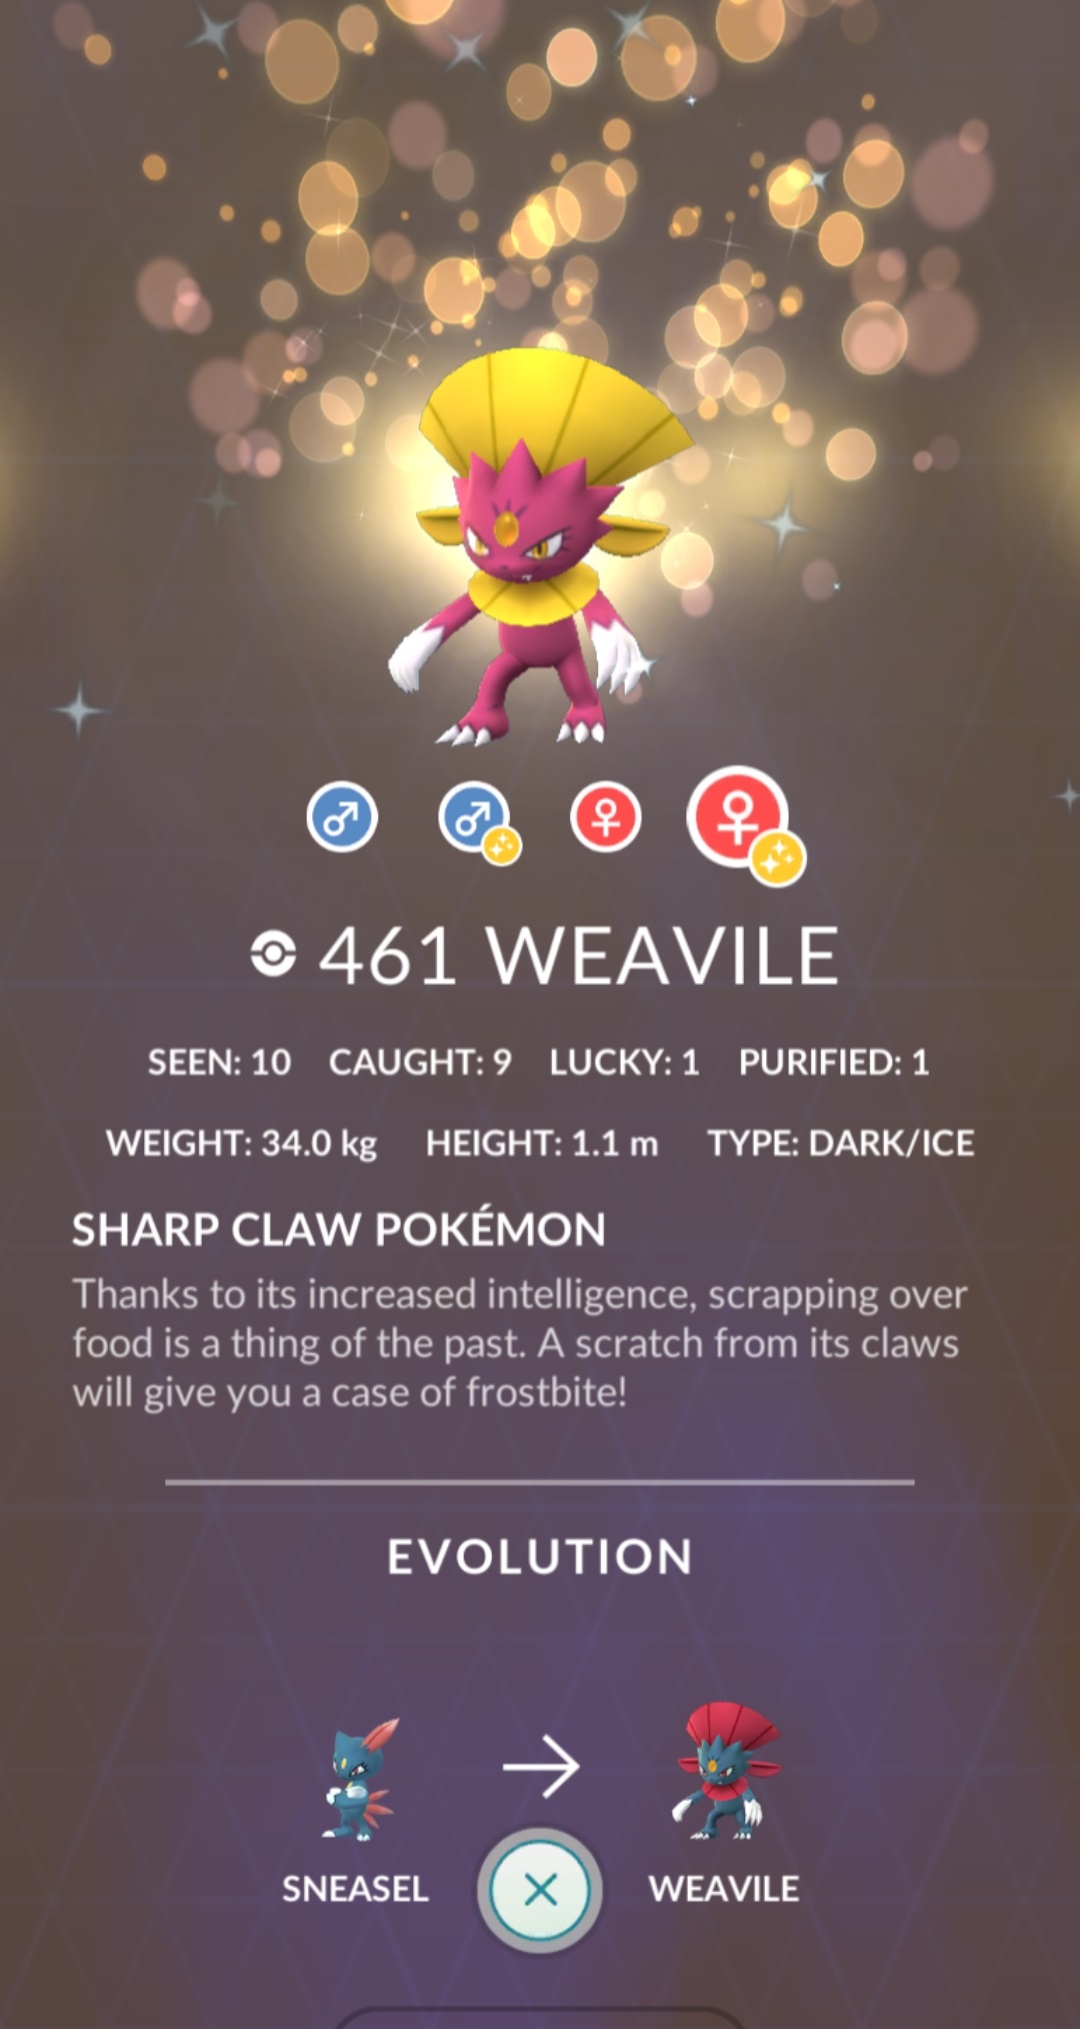 461 WEAVILE
SEEN: 10 CAUGHT: 9 LUCKY: 1 PURIFIED: 1
WEIGHT: 34.0 kg HEIGHT: 1.1 m TYPE: DARK/ICE
SHARP CLAW POKÉMON
Thanks to its increased intelligence, scrapping over
food is a thing of the past. A scratch from its claws
will give you a case of frostbite!
EVOLUTION
SNEASEL WEAVILE